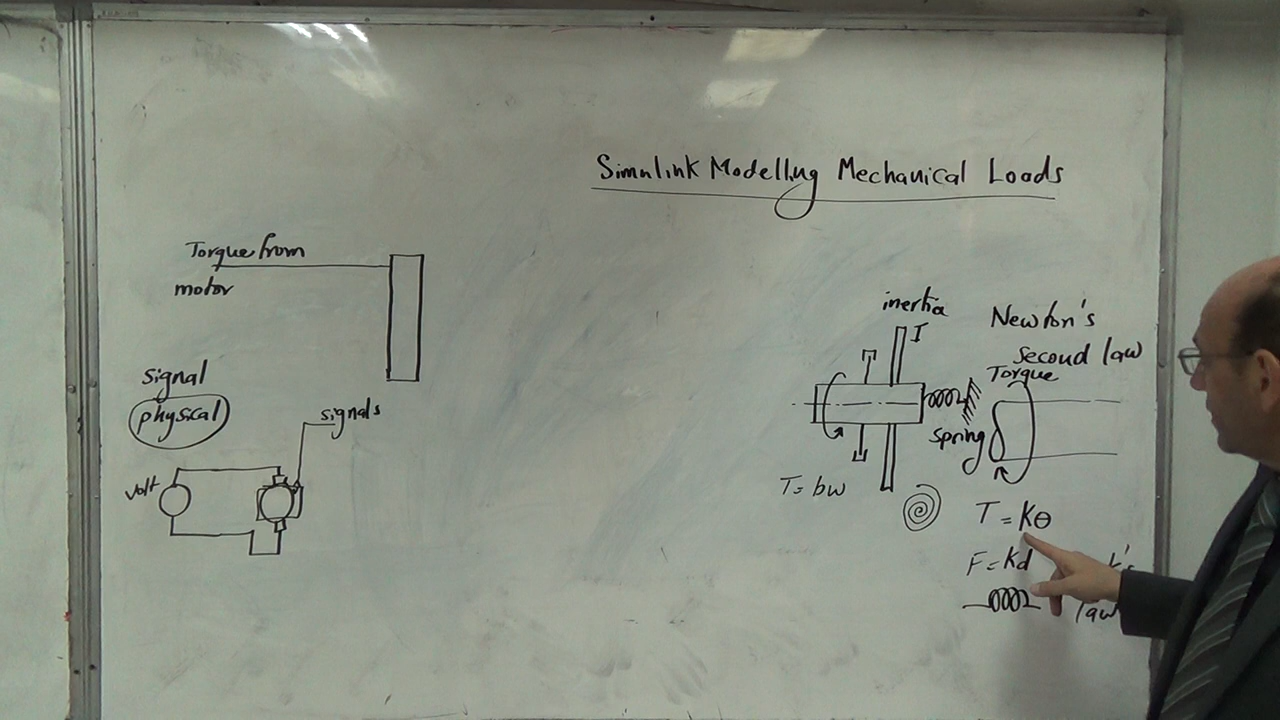 Simulink Modelling Mechanical Loads
Torque from
motor
signal
physical
signals
volt
inertia
I
Newton's
second law
Torque
spring
T= bw
T = Kθ
F = Kd
law